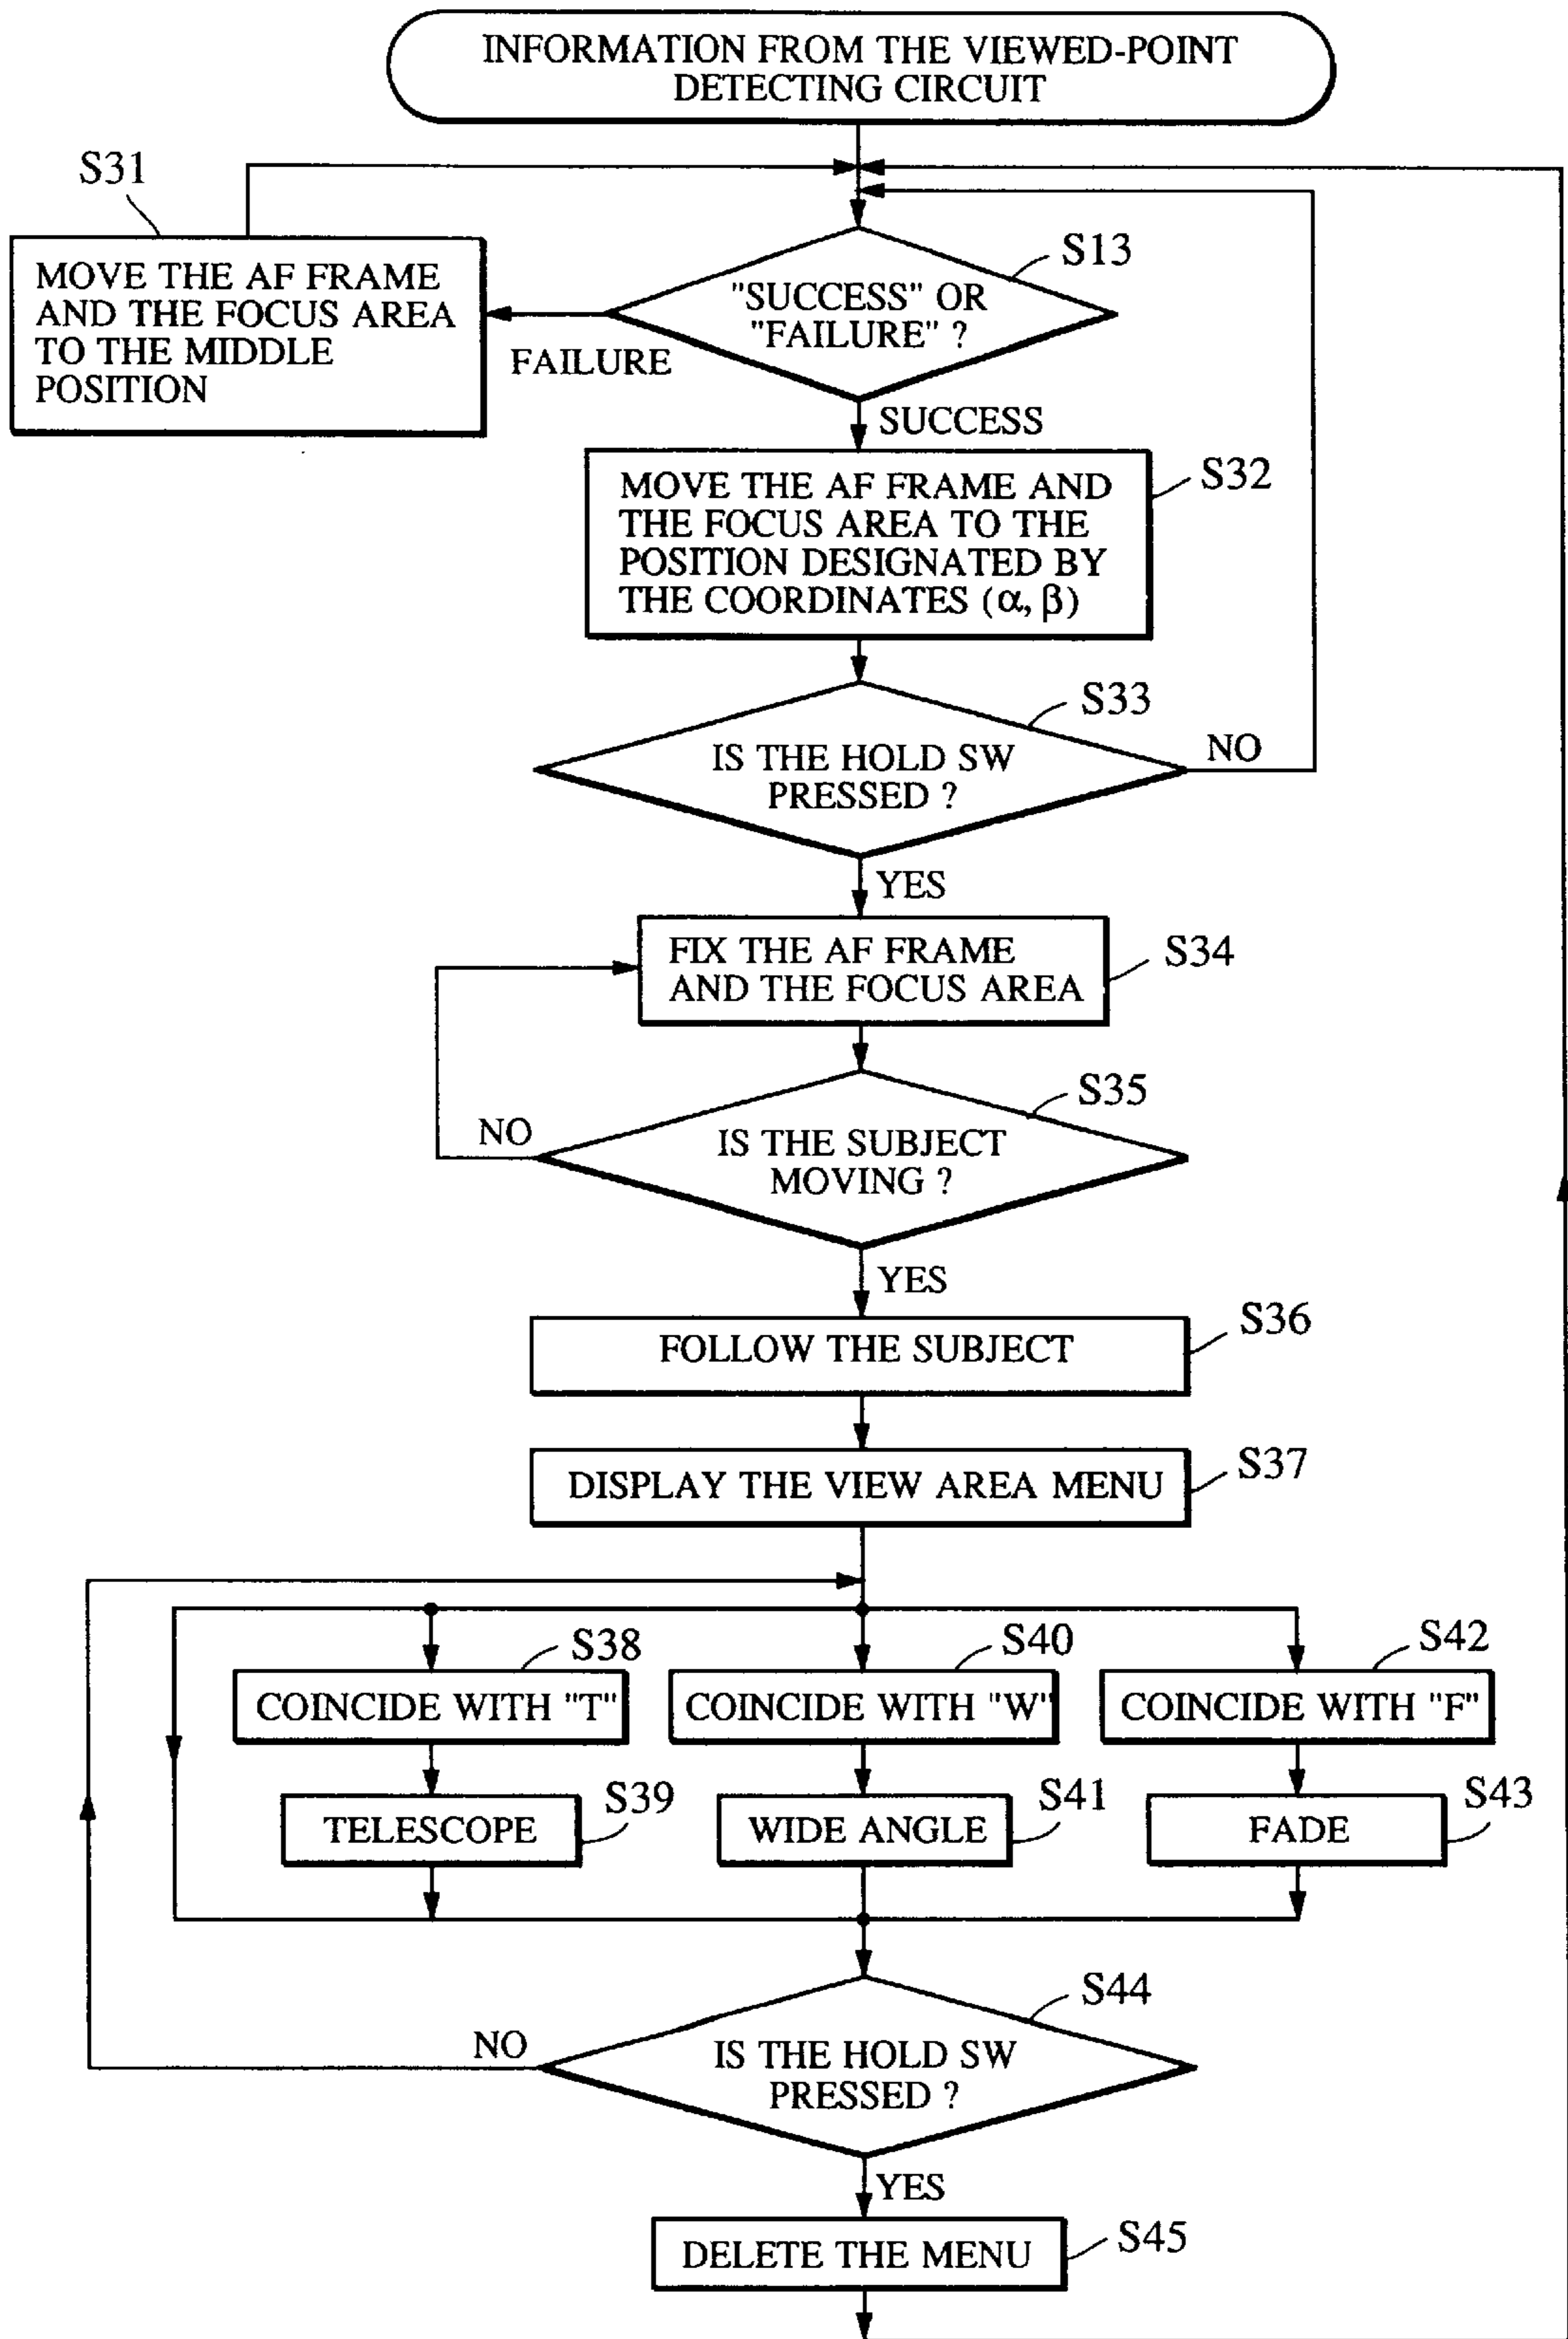 INFORMATION FROM THE VIEWED-POINT
DETECTING CIRCUIT
S31
MOVE THE AF FRAME
AND THE FOCUS AREA
TO THE MIDDLE
POSITION
S13
"SUCCESS" OR
"FAILURE" ?
FAILURE
SUCCESS
S32
MOVE THE AF FRAME AND
THE FOCUS AREA TO THE
POSITION DESIGNATED BY
THE COORDINATES (α, β)
S33
IS THE HOLD SW
PRESSED ?
NO
YES
S34
FIX THE AF FRAME
AND THE FOCUS AREA
S35
IS THE SUBJECT
MOVING ?
NO
YES
S36
FOLLOW THE SUBJECT
S37
DISPLAY THE VIEW AREA MENU
S38
COINCIDE WITH "T"
S40
COINCIDE WITH "W"
S42
COINCIDE WITH "F"
S39
TELESCOPE
S41
WIDE ANGLE
S43
FADE
S44
IS THE HOLD SW
PRESSED ?
NO
YES
S45
DELETE THE MENU